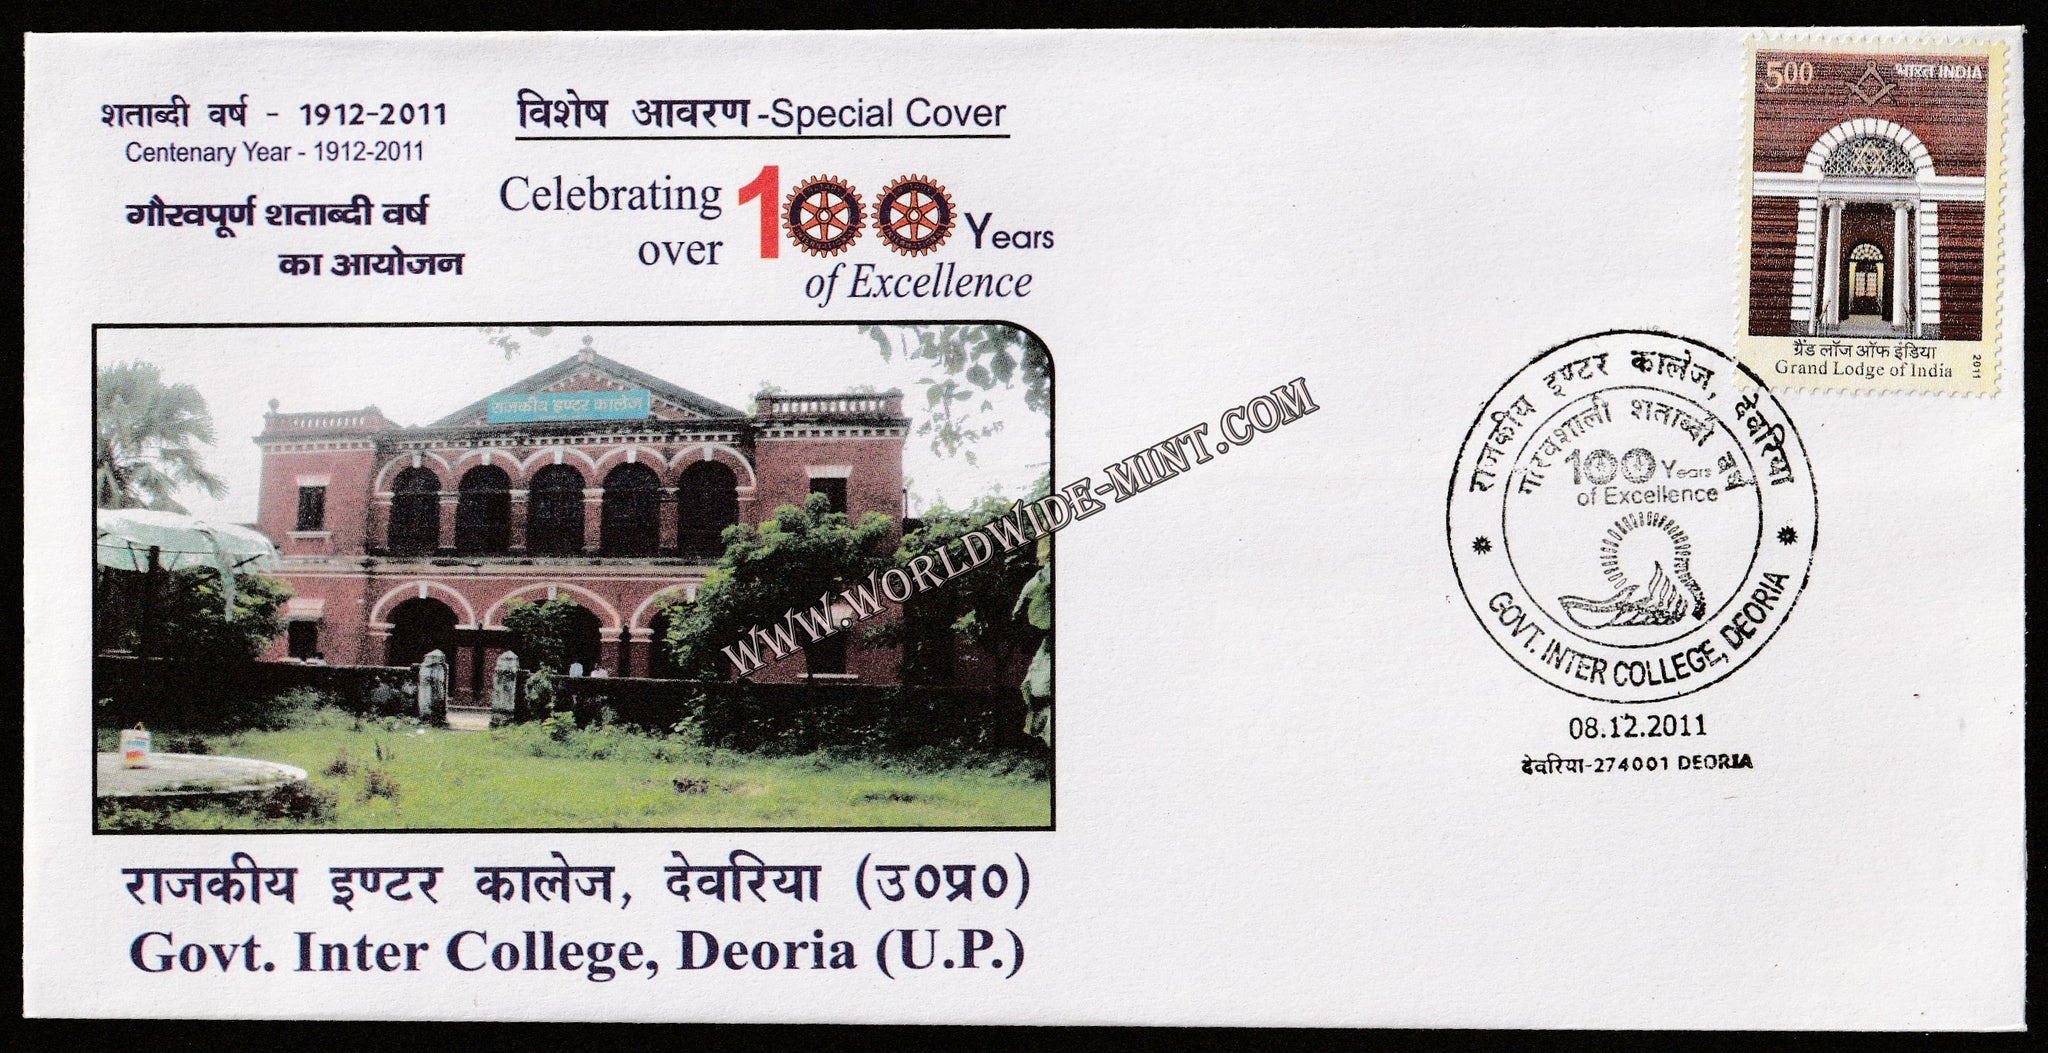 शताब्दी वर्ष - 1912-2011
Centenary Year - 1912-2011
गौरवपूर्ण शताब्दी वर्ष
का आयोजन
विशेष आवरण -Special Cover
Celebrating 100 Years
over
of Excellence
राजकीय इण्टर कालेज
राजकीय इण्टर कालेज, देवरिया (उ०प्र०)
Govt. Inter College, Deoria (U.P.)
WWW.WORLDWIDE-MINT.COM
500 भारत INDIA
ग्रैंड लॉज ऑफ इंडिया
Grand Lodge of India
2011
राजकीय इण्टर कालेज, देवरिया
गौरवशाली शताब्दी वर्ष
100 Years
of Excellence
GOVT. INTER COLLEGE, DEORIA
08.12.2011
देवरिया-274001 DEORIA